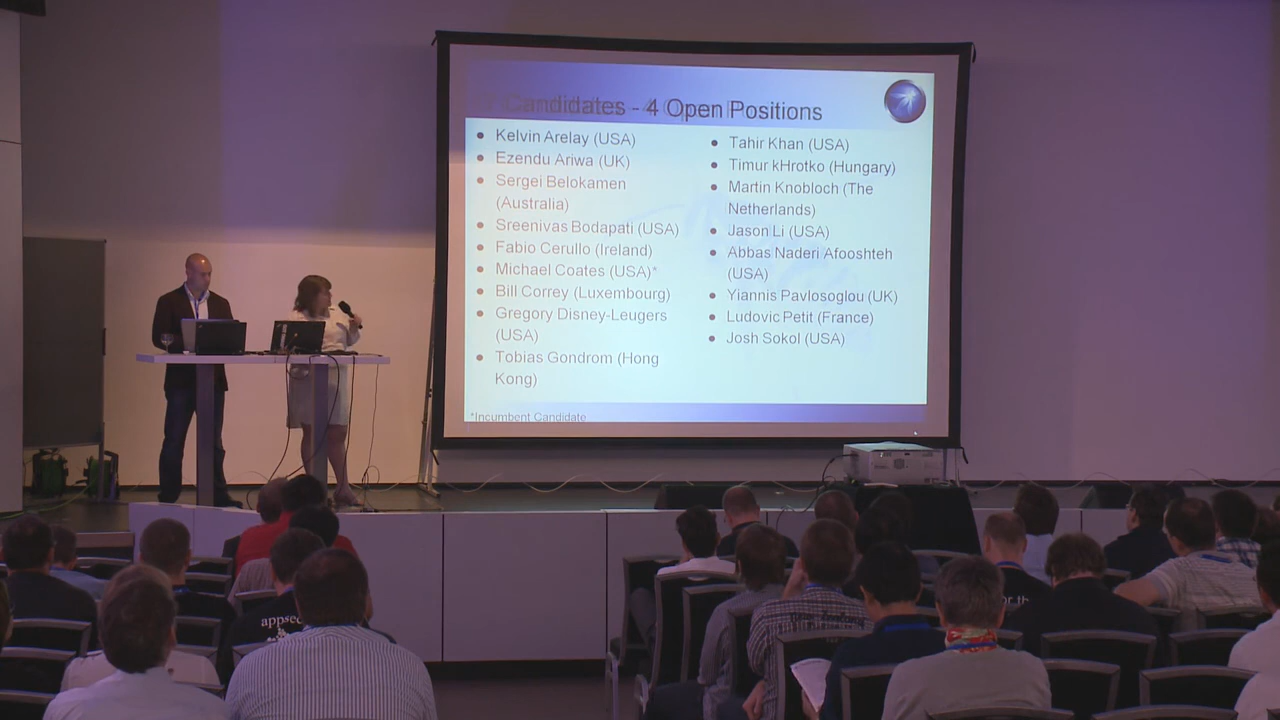 Candidates - 4 Open Positions
Kelvin Arelay (USA)
Ezendu Ariwa (UK)
Sergei Belokamen
(Australia)
Sreenivas Bodapati (USA)
Fabio Cerullo (Ireland)
Michael Coates (USA)*
Bill Correy (Luxembourg)
Gregory Disney-Leugers
(USA)
Tobias Gondrom (Hong
Kong)
Tahir Khan (USA)
Timur kHrotko (Hungary)
Martin Knobloch (The
Netherlands)
Jason Li (USA)
Abbas Naderi Afooshteh
(USA)
Yiannis Pavlosoglou (UK)
Ludovic Petit (France)
Josh Sokol (USA)
*Incumbent Candidate
appsec
or th